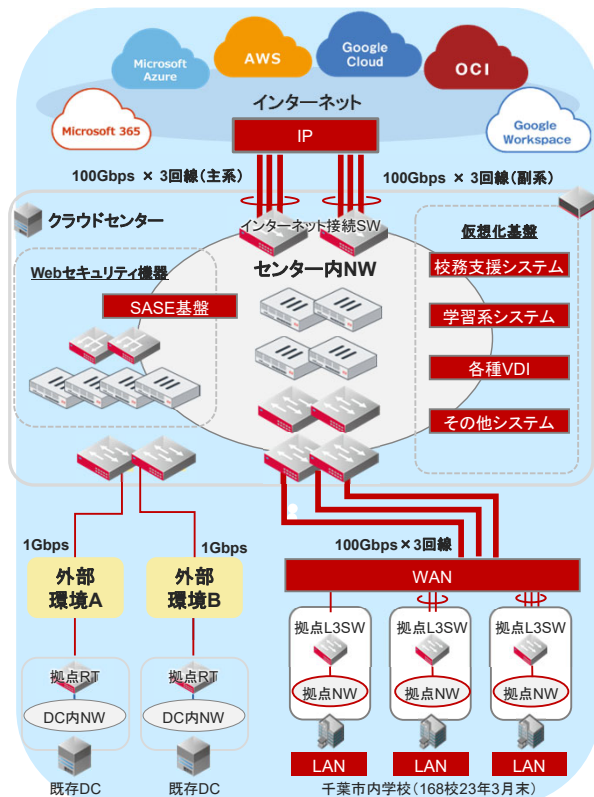 Microsoft
Azure
AWS
Google
Cloud
OCI
インターネット
Microsoft 365
IP
Google
Workspace
100Gbps × 3回線(主系)
100Gbps × 3回線(副系)
クラウドセンター
インターネット接続SW
仮想化基盤
Webセキュリティ機器
センター内NW
校務支援システム
SASE基盤
学習系システム
各種VDI
その他システム
1Gbps
1Gbps
100Gbps×3回線
外部
環境A
外部
環境B
WAN
拠点L3SW
拠点L3SW
拠点L3SW
拠点RT
拠点RT
拠点NW
拠点NW
拠点NW
DC内NW
DC内NW
LAN
LAN
LAN
既存DC
既存DC
千葉市内学校(168校23年3月末)